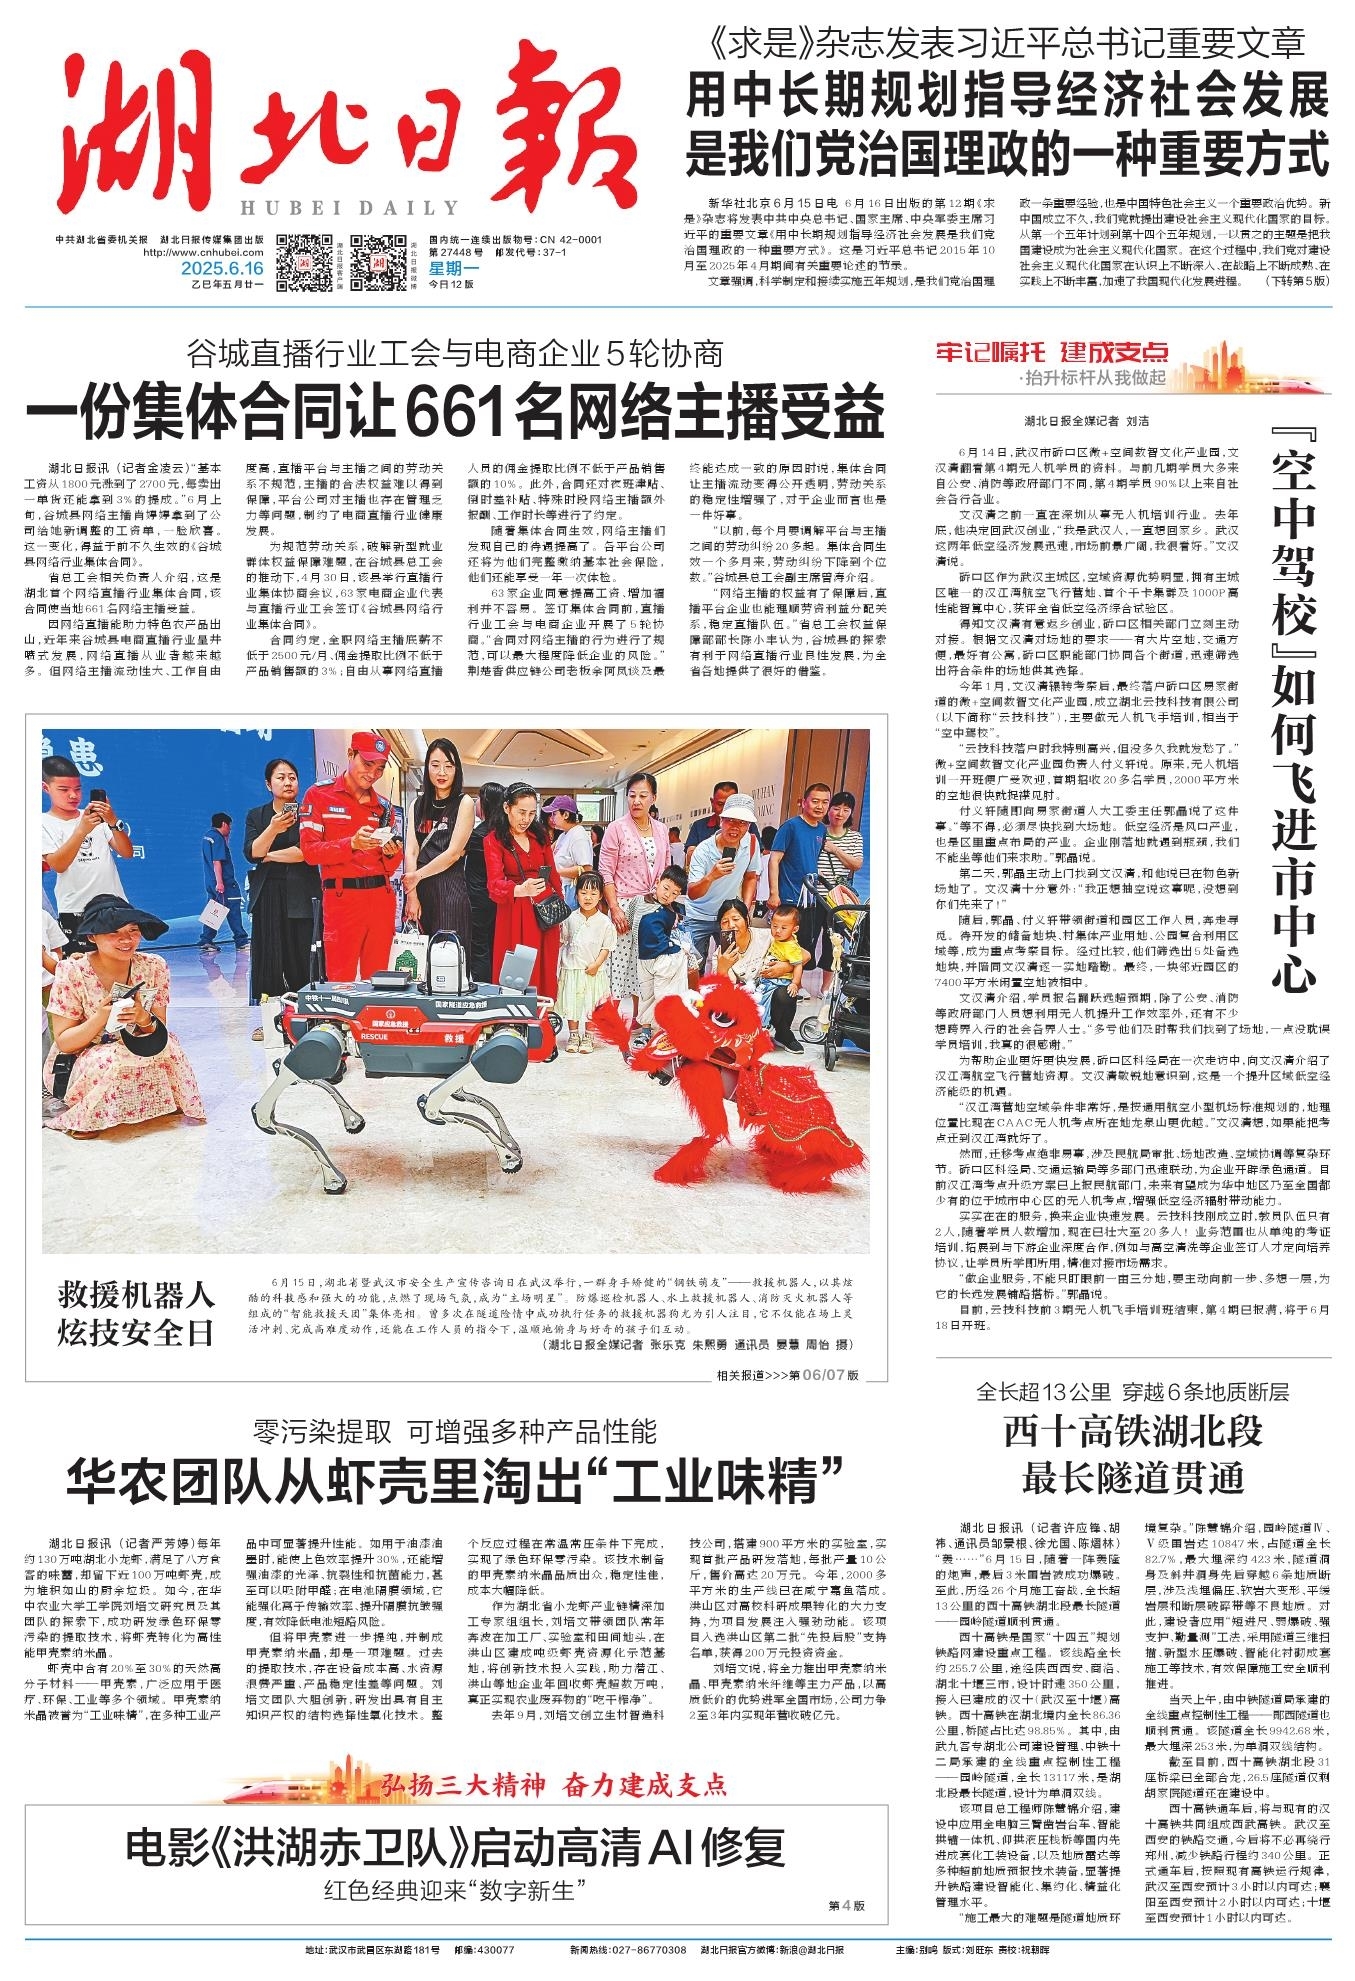 湖北日報
HUBEI DAILY
中共湖北省委机关报 湖北日报传媒集团出版
http://www.cnhubei.com
2025.6.16
乙巳年五月廿一
湖北日报客户端
湖北日报微博
国内统一连续出版物号：CN 42-0001
第27448号 邮发代号：37-1
星期一
今日12版
《求是》杂志发表习近平总书记重要文章
用中长期规划指导经济社会发展
是我们党治国理政的一种重要方式
新华社北京6月15日电 6月16日出版的第12期《求
是》杂志将发表中共中央总书记、国家主席、中央军委主席习
近平的重要文章《用中长期规划指导经济社会发展是我们党
治国理政的一种重要方式》。这是习近平总书记2015年10
月至2025年4月期间有关重要论述的节录。
文章强调，科学制定和接续实施五年规划，是我们党治国理
政一条重要经验，也是中国特色社会主义一个重要政治优势。新
中国成立不久，我们党就提出建设社会主义现代化国家的目标。
从第一个五年计划到第十四个五年规划，一以贯之的主题是把我
国建设成为社会主义现代化国家。在这个过程中，我们党对建设
社会主义现代化国家在认识上不断深入、在战略上不断成熟、在
实践上不断丰富，加速了我国现代化发展进程。 （下转第5版）
谷城直播行业工会与电商企业5轮协商
一份集体合同让661名网络主播受益
湖北日报讯（记者金凌云）“基本
工资从1800元涨到了2700元，每卖出
一单货还能拿到3%的提成。”6月上
旬，谷城县网络主播肖婷婷拿到了公
司给她新调整的工资单，一脸欣喜。
这一变化，得益于前不久生效的《谷城
县网络行业集体合同》。
省总工会相关负责人介绍，这是
湖北首个网络直播行业集体合同，该
合同使当地661名网络主播受益。
因网络直播能助力特色农产品出
山，近年来谷城县电商直播行业呈井
喷式发展，网络直播从业者越来越
多。但网络主播流动性大、工作自由
度高，直播平台与主播之间的劳动关
系不规范，主播的合法权益难以得到
保障，平台公司对主播也存在管理乏
力等问题，制约了电商直播行业健康
发展。
为规范劳动关系，破解新型就业
群体权益保障难题，在谷城县总工会
的推动下，4月30日，该县举行直播行
业集体协商会议，63家电商企业代表
与直播行业工会签订《谷城县网络行
业集体合同》。
合同约定，全职网络主播底薪不
低于2500元/月、佣金提取比例不低于
产品销售额的3%；自由从事网络直播
人员的佣金提取比例不低于产品销售
额的10%。此外，合同还对夜班津贴、
倒时差补贴、特殊时段网络主播额外
报酬、工作时长等进行了约定。
随着集体合同生效，网络主播们
发现自己的待遇提高了。各平台公司
还将为他们完整缴纳基本社会保险，
他们还能享受一年一次体检。
63家企业同意提高工资、增加福
利并不容易。签订集体合同前，直播
行业工会与电商企业开展了5轮协
商。“合同对网络主播的行为进行了规
范，可以最大程度降低企业的风险。”
荆楚香供应链公司老板余阿凤谈及最
终能达成一致的原因时说，集体合同
让主播流动变得公开透明，劳动关系
的稳定性增强了，对于企业而言也是
一件好事。
“以前，每个月要调解平台与主播
之间的劳动纠纷20多起。集体合同生
效一个多月来，劳动纠纷下降到个位
数。”谷城县总工会副主席管涛介绍。
“网络主播的权益有了保障后，直
播平台企业也能理顺劳资利益分配关
系，稳定直播队伍。”省总工会权益保
障部部长陈小丰认为，谷城县的探索
有利于网络直播行业良性发展，为全
省各地提供了很好的借鉴。
中铁十一局四队
国家隧道应急救援
国家应急救援
RESCUE
救援
救援机器人
炫技安全日
6月15日，湖北省暨武汉市安全生产宣传咨询日在武汉举行，一群身手矫健的“钢铁萌友”——救援机器人，以其炫
酷的科技感和强大的功能，点燃了现场气氛，成为“主场明星”。防爆巡检机器人、水上救援机器人、消防灭火机器人等
组成的“智能救援天团”集体亮相。曾多次在隧道险情中成功执行任务的救援机器狗尤为引人注目，它不仅能在场上灵
活冲刺、完成高难度动作，还能在工作人员的指令下，温顺地俯身与好奇的孩子们互动。
（湖北日报全媒记者 张乐克 朱熙勇 通讯员 晏慧 周怡 摄）
相关报道>>>第06/07版
零污染提取 可增强多种产品性能
华农团队从虾壳里淘出“工业味精”
湖北日报讯（记者严芳婷）每年
约130万吨湖北小龙虾，满足了八方食
客的味蕾，却留下近100万吨虾壳，成
为堆积如山的厨余垃圾。如今，在华
中农业大学工学院刘培文研究员及其
团队的探索下，成功研发绿色环保零
污染的提取技术，将虾壳转化为高性
能甲壳素纳米晶。
虾壳中含有20%至30%的天然高
分子材料——甲壳素，广泛应用于医
疗、环保、工业等多个领域。甲壳素纳
米晶被誉为“工业味精”，在多种工业产
品中可显著提升性能。如用于油漆油
墨时，能使上色效率提升30%，还能增
强油漆的光泽、抗裂性和抗菌能力，甚
至可以吸附甲醛；在电池隔膜领域，它
能强化离子传输效率、提升隔膜抗皱强
度，有效降低电池短路风险。
但将甲壳素进一步提纯，并制成
甲壳素纳米晶，却是一项难题。过去
的提取技术，存在设备成本高、水资源
浪费严重、产品稳定性差等问题。刘
培文团队大胆创新，研发出具有自主
知识产权的结构选择性氧化技术。整
个反应过程在常温常压条件下完成，
实现了绿色环保零污染。该技术制备
的甲壳素纳米晶品质出众，稳定性佳，
成本大幅降低。
作为湖北省小龙虾产业链精深加
工专家组组长，刘培文带领团队常年
奔波在加工厂、实验室和田间地头，在
洪山区建成吨级虾壳资源化示范基
地，将创新技术投入实践，助力潜江、
洪山等地企业年回收虾壳超数万吨，
真正实现农业废弃物的“吃干榨净”。
去年9月，刘培文创立生材智造科
技公司，搭建900平方米的实验室，实
现首批产品研发落地，每批产量10公
斤，售价高达20万元。今年，2000多
平方米的生产线已在咸宁嘉鱼落成。
洪山区对高校科研成果转化的大力支
持，为项目发展注入强劲动能。该项
目入选洪山区第二批“先投后股”支持
名单，获得200万元投资资金。
刘培文说，将全力推出甲壳素纳米
晶、甲壳素纳米纤维等主力产品，以高
质低价的优势进军全国市场，公司力争
2至3年内实现年营收破亿元。
弘扬三大精神 奋力建成支点
电影《洪湖赤卫队》启动高清AI修复
红色经典迎来“数字新生”
第4版
牢记嘱托 建成支点
·抬升标杆从我做起
『空中驾校』如何飞进市中心
湖北日报全媒记者 刘洁
6月14日，武汉市硚口区微+空间数智文化产业园，文
汉清翻看第4期无人机学员的资料。与前几期学员大多来
自公安、消防等政府部门不同，第4期学员90%以上来自社
会各行各业。
文汉清之前一直在深圳从事无人机培训行业。去年
底，他决定回武汉创业，“我是武汉人，一直想回家乡。武汉
这两年低空经济发展迅速，市场前景广阔，我很看好。”文汉
清说。
硚口区作为武汉主城区，空域资源优势明显，拥有主城
区唯一的汉江湾航空飞行营地、首个千卡集群及1000P高
性能智算中心，获评全省低空经济综合试验区。
得知文汉清有意返乡创业，硚口区相关部门立刻主动
对接。根据文汉清对场地的要求——有大片空地，交通方
便，最好有公寓，硚口区职能部门协同各个街道，迅速筛选
出符合条件的场地供其选择。
今年1月，文汉清辗转考察后，最终落户硚口区易家街
道的微+空间数智文化产业园，成立湖北云技科技有限公司
（以下简称“云技科技”），主要做无人机飞手培训，相当于
“空中驾校”。
“云技科技落户时我特别高兴，但没多久我就发愁了。”
微+空间数智文化产业园负责人付义轩说。原来，无人机培
训一开班便广受欢迎，首期招收20多名学员，2000平方米
的空地很快就捉襟见肘。
付义轩随即向易家街道人大工委主任郭晶说了这件
事。“等不得，必须尽快找到大场地。低空经济是风口产业，
也是区里重点布局的产业。企业刚落地就遇到瓶颈，我们
不能坐等他们来求助。”郭晶说。
第二天，郭晶主动上门找到文汉清，和他说已在物色新
场地了。文汉清十分意外：“我正想抽空说这事呢，没想到
你们先来了！”
随后，郭晶、付义轩带领街道和园区工作人员，奔走寻
觅。待开发的储备地块、村集体产业用地、公园复合利用区
域等，成为重点考察目标。经过比较，他们筛选出5处备选
地块，并陪同文汉清逐一实地踏勘。最终，一块邻近园区的
7400平方米闲置空地被相中。
文汉清介绍，学员报名踊跃远超预期，除了公安、消防
等政府部门人员想利用无人机提升工作效率外，还有不少
想跨界入行的社会各界人士。“多亏他们及时帮我们找到了场地，一点没耽误
学员培训，我真的很感谢。”
为帮助企业更好更快发展，硚口区科经局在一次走访中，向文汉清介绍了
汉江湾航空飞行营地资源。文汉清敏锐地意识到，这是一个提升区域低空经
济能级的机遇。
“汉江湾营地空域条件非常好，是按通用航空小型机场标准规划的，地理
位置比现在CAAC无人机考点所在地龙泉山更优越。”文汉清想，如果能把考
点迁到汉江湾就好了。
然而，迁移考点绝非易事，涉及民航局审批、场地改造、空域协调等复杂环
节。硚口区科经局、交通运输局等多部门迅速联动，为企业开辟绿色通道。目
前汉江湾考点升级方案已上报民航部门，未来有望成为华中地区乃至全国都
少有的位于城市中心区的无人机考点，增强低空经济辐射带动能力。
实实在在的服务，换来企业快速发展。云技科技刚成立时，教员队伍只有
2人，随着学员人数增加，现在已壮大至20多人！业务范围也从单纯的考证
培训，拓展到与下游企业深度合作，例如与高空清洗等企业签订人才定向培养
协议，让学员所学即所用，精准对接市场需求。
“做企业服务，不能只盯眼前一亩三分地，要主动向前一步、多想一层，为
它的长远发展铺路搭桥。”郭晶说。
目前，云技科技前3期无人机飞手培训班结束，第4期已报满，将于6月
18日开班。
全长超13公里 穿越6条地质断层
西十高铁湖北段
最长隧道贯通
湖北日报讯（记者许应锋、胡
祎、通讯员邹景根、徐尤国、陈熠林）
“轰……”6月15日，随着一阵轰隆
的炮声，最后3米围岩被成功爆破。
至此，历经26个月施工奋战，全长超
13公里的西十高铁湖北段最长隧道
——园岭隧道顺利贯通。
西十高铁是国家“十四五”规划
铁路网建设重点工程。该线路全长
约255.7公里，途经陕西西安、商洛、
湖北十堰三市，设计时速350公里，
接入已建成的汉十（武汉至十堰）高
铁。西十高铁在湖北境内全长86.36
公里，桥隧占比达98.85%。其中，由
武九客专湖北公司建设管理、中铁十
二局承建的全线重点控制性工程
——园岭隧道，全长13117米，是湖
北段最长隧道，设计为单洞双线。
该项目总工程师陈慧锦介绍，建
设中应用全电脑三臂凿岩台车、智能
拱锚一体机、仰拱液压栈桥等国内先
进成套化工装设备，以及地质雷达等
多种超前地质预报技术装备，显著提
升铁路建设智能化、集约化、精益化
管理水平。
“施工最大的难题是隧道地质环
境复杂。”陈慧锦介绍，园岭隧道Ⅳ、
Ⅴ级围岩达10847米，占隧道全长
82.7%，最大埋深约423米，隧道洞
身及斜井洞身先后穿越6条地质断
层，涉及浅埋偏压、软岩大变形、平缓
岩层和断层破碎带等不良地质。对
此，建设者应用“短进尺、弱爆破、强
支护、勤量测”工法，采用隧道三维扫
描、新型水压爆破、智能化衬砌成套
施工等技术，有效保障施工安全顺利
推进。
当天上午，由中铁隧道局承建的
全线重点控制性工程——郧西隧道也
顺利贯通。该隧道全长9942.68米，
最大埋深253米，为单洞双线结构。
截至目前，西十高铁湖北段31
座桥梁已全部合龙，26.5座隧道仅剩
胡家院隧道还在建设中。
西十高铁通车后，将与现有的汉
十高铁共同组成西武高铁。武汉至
西安的铁路交通，今后将不必再绕行
郑州，减少铁路行程约340公里。正
式通车后，按照现有高铁运行规律，
武汉至西安预计3小时以内可达；襄
阳至西安预计2小时以内可达；十堰
至西安预计1小时以内可达。
地址：武汉市武昌区东湖路181号 邮编：430077 新闻热线：027-86770308 湖北日报官方微博：新浪@湖北日报 主编：别鸣 版式：刘旺东 责校：祝朝晖